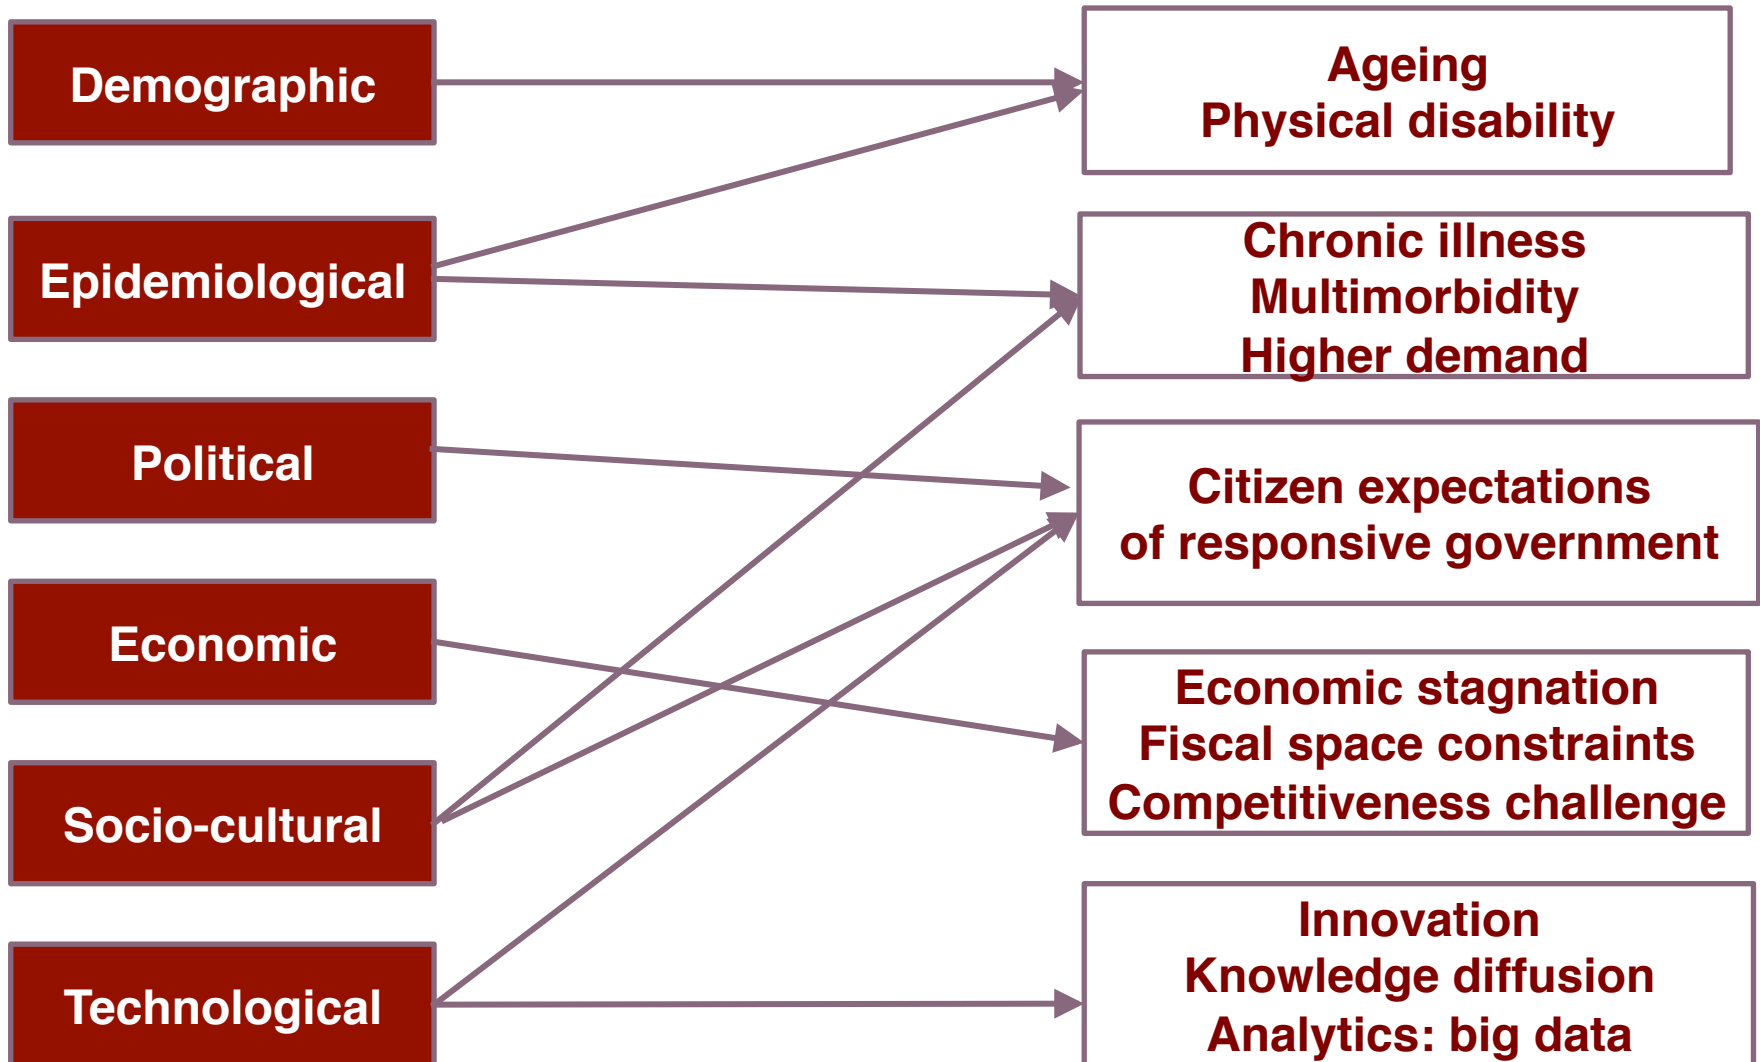 Demographic
Epidemiological
Political
Economic
Socio-cultural
Technological
Ageing
Physical disability
Chronic illness
Multimorbidity
Higher demand
Citizen expectations
of responsive government
Economic stagnation
Fiscal space constraints
Competitiveness challenge
Innovation
Knowledge diffusion
Analytics: big data